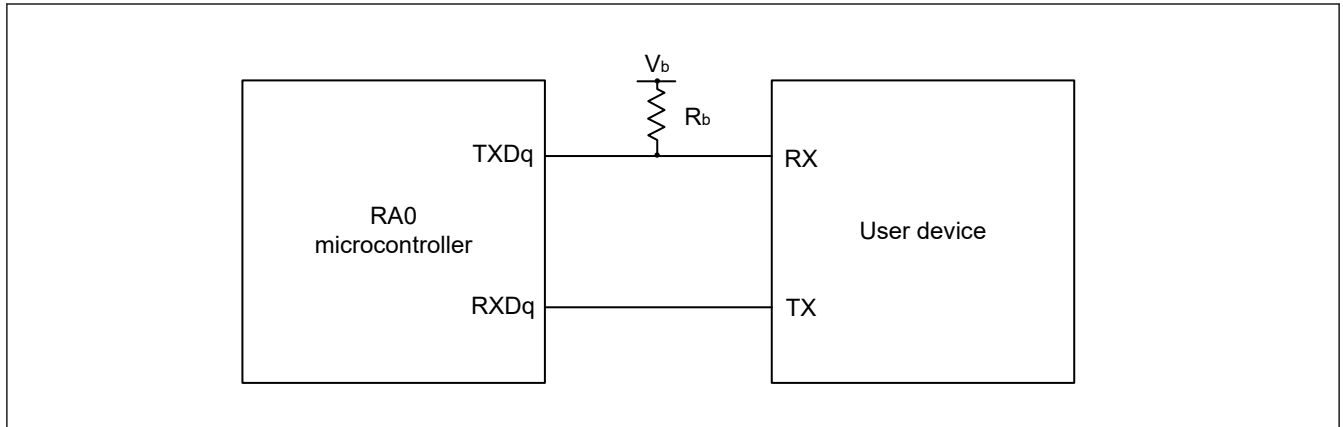 Vb
Rb
TXDq
RX
RA0
microcontroller
User device
RXDq
TX